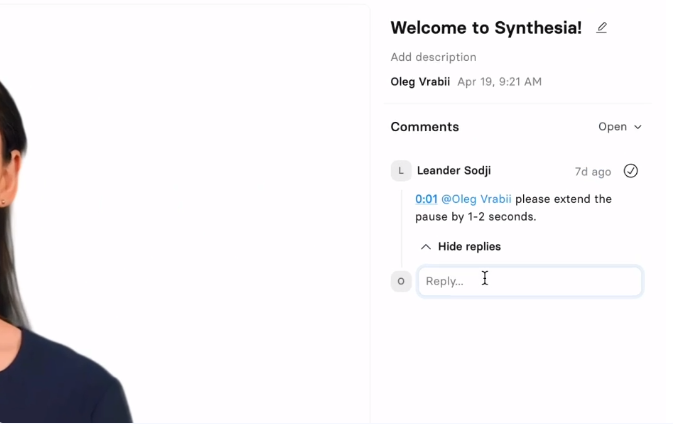 Welcome to Synthesia!
Add description
Oleg Vrabii Apr 19, 9:21 AM
Comments Open
L Leander Sodji 7d ago
0:01 @Oleg Vrabii please extend the
pause by 1-2 seconds.
Hide replies
O Reply...